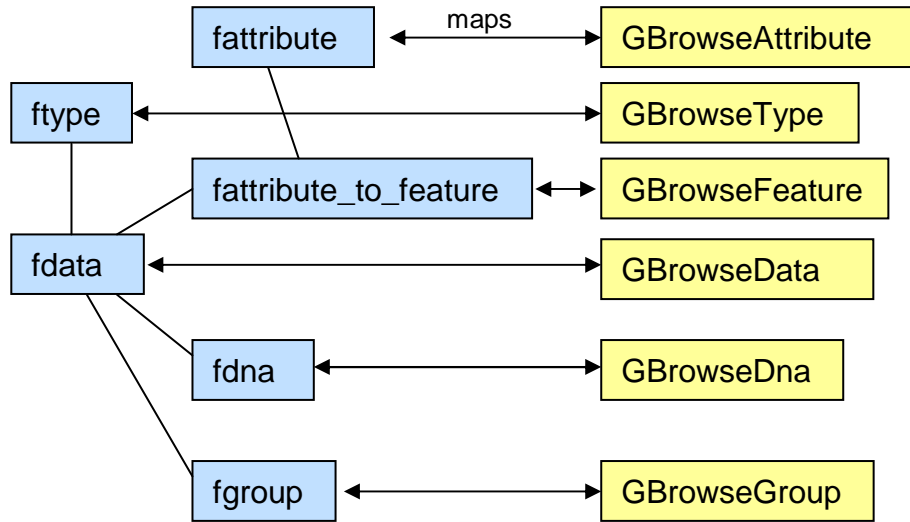 fattribute
maps
GBrowseAttribute
ftype
GBrowseType
fattribute_to_feature
GBrowseFeature
fdata
GBrowseData
fdna
GBrowseDna
fgroup
GBrowseGroup